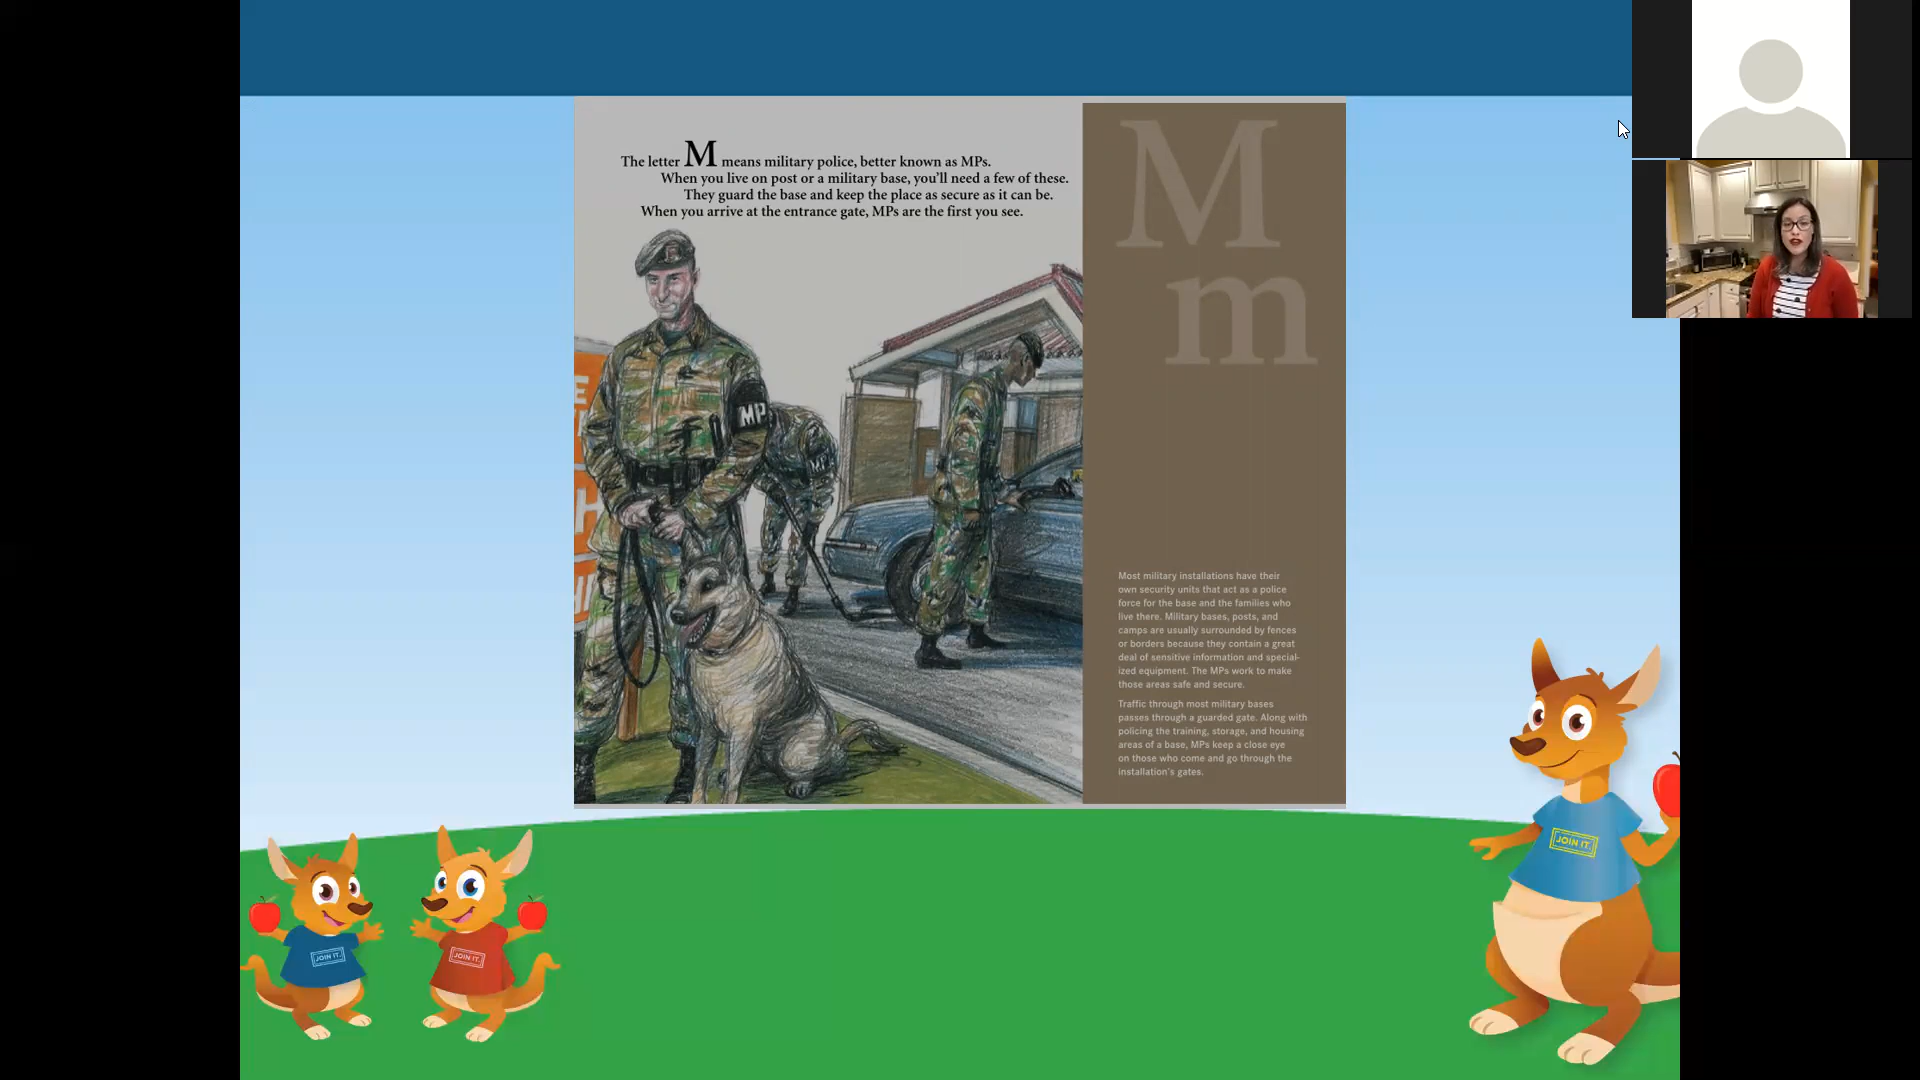 The letter M means military police, better known as MPs.
When you live on post or a military base, you'll need a few of these.
They guard the base and keep the place as secure as it can be.
When you arrive at the entrance gate, MPs are the first you see.
M
m
MP
MP
E
H
Most military installations have their
own security units that act as a police
force for the base and the families who
live there. Military bases, posts, and
camps are usually surrounded by fences
or borders because they contain a great
deal of sensitive information and special-
ized equipment. The MPs work to make
those areas safe and secure.
Traffic through most military bases
passes through a guarded gate. Along with
policing the training, storage, and housing
areas of a base, MPs keep a close eye
on those who come and go through the
installation's gates.
JOIN IT.
JOIN IT.
JOIN IT.